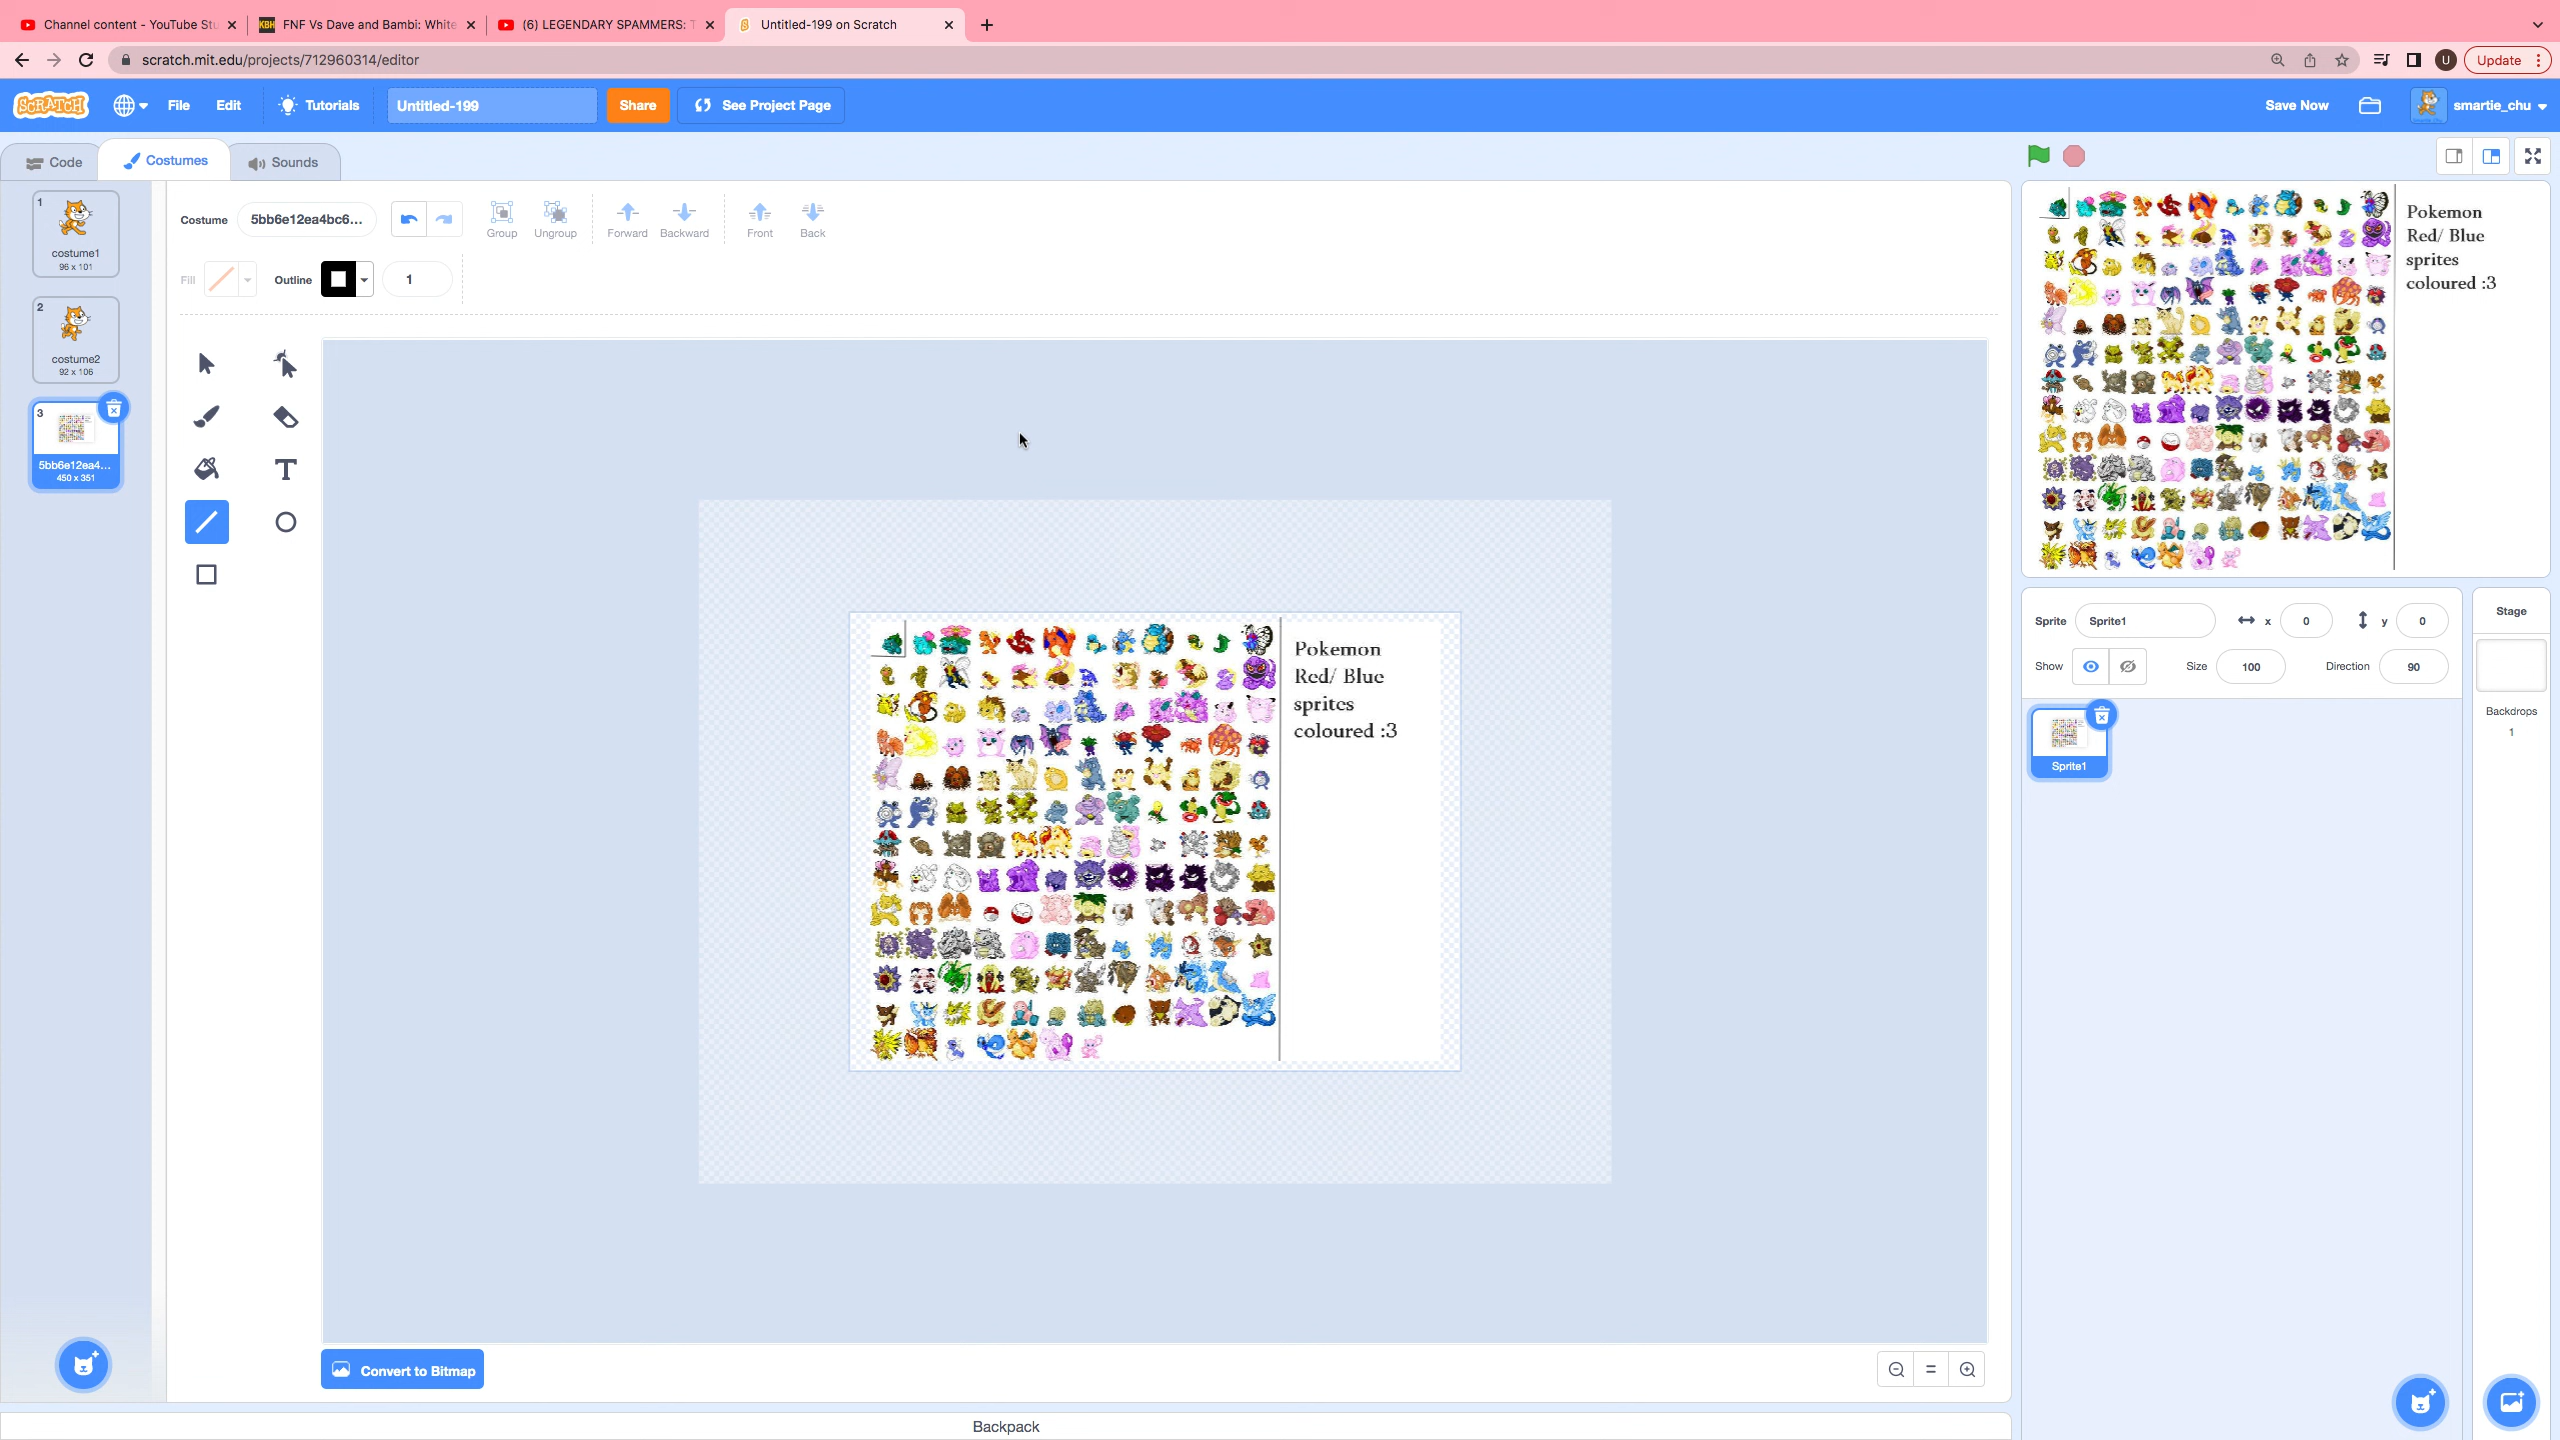 Channel content - YouTube Stu
KBH FNF Vs Dave and Bambi: White
(6) LEGENDARY SPAMMERS: T
Untitled-199 on Scratch
scratch.mit.edu/projects/712960314/editor
U
Update
SCRATCH
File
Edit
Tutorials
Untitled-199
Share
See Project Page
Save Now
smartie_chu
Code
Costumes
Sounds
1
costume1
96 x 101
2
costume2
92 x 106
3
5bb6e12ea4...
450 x 351
Costume
5bb6e12ea4bc6...
Group
Ungroup
Forward
Backward
Front
Back
Fill
Outline
1
T
Pokemon
Red/ Blue
sprites
coloured :3
Convert to Bitmap
Backpack
Pokemon
Red/ Blue
sprites
coloured :3
Sprite
Sprite1
x
0
y
0
Show
Size
100
Direction
90
Sprite1
Stage
Backdrops
1